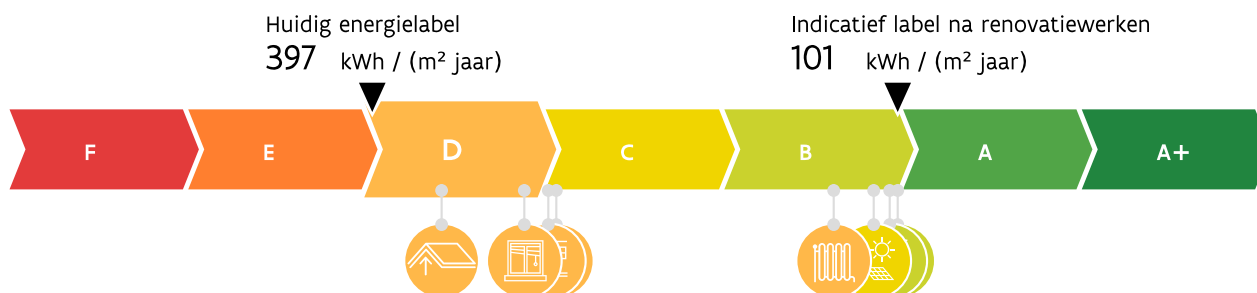 Huidig energielabel
397 kWh / (m² jaar)
Indicatief label na renovatiewerken
101 kWh / (m² jaar)
F E D C B A A+